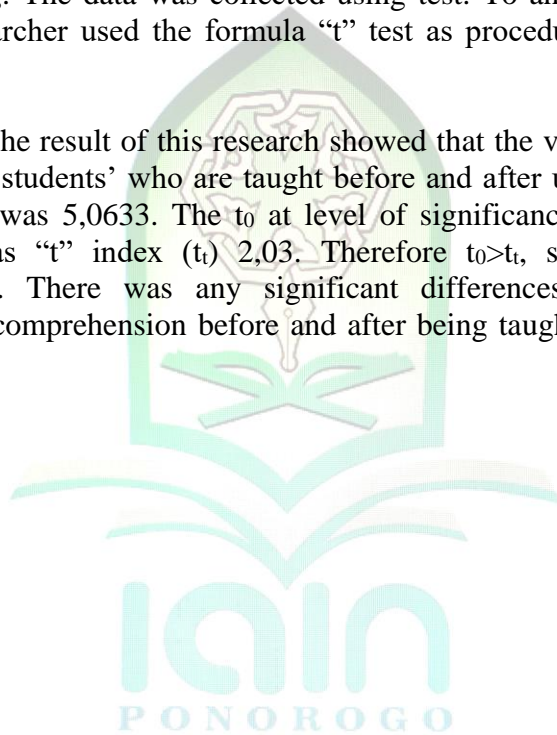 The data was collected using test. To an
rcher used the formula “t” test as procedu
he result of this research showed that the v
students’ who are taught before and after u
was 5,0633. The t₀ at level of significanc
as “t” index (tₜ) 2,03. Therefore t₀>tₜ, s
. There was any significant differences
comprehension before and after being taugh
iain
PONOROGO